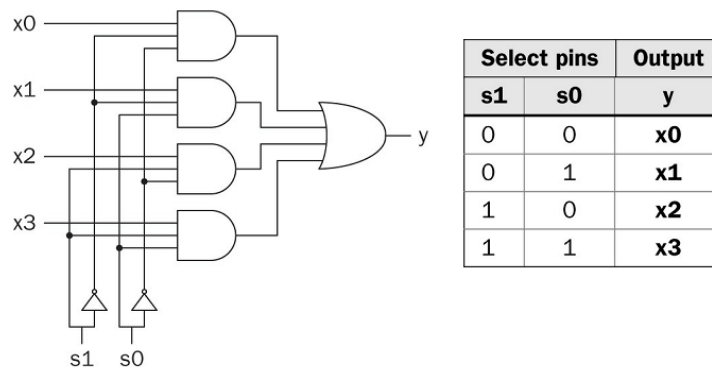 x0
x1
x2
x3
y
s1 s0
Select pins Output
s1 s0 y
0 0 x0
0 1 x1
1 0 x2
1 1 x3